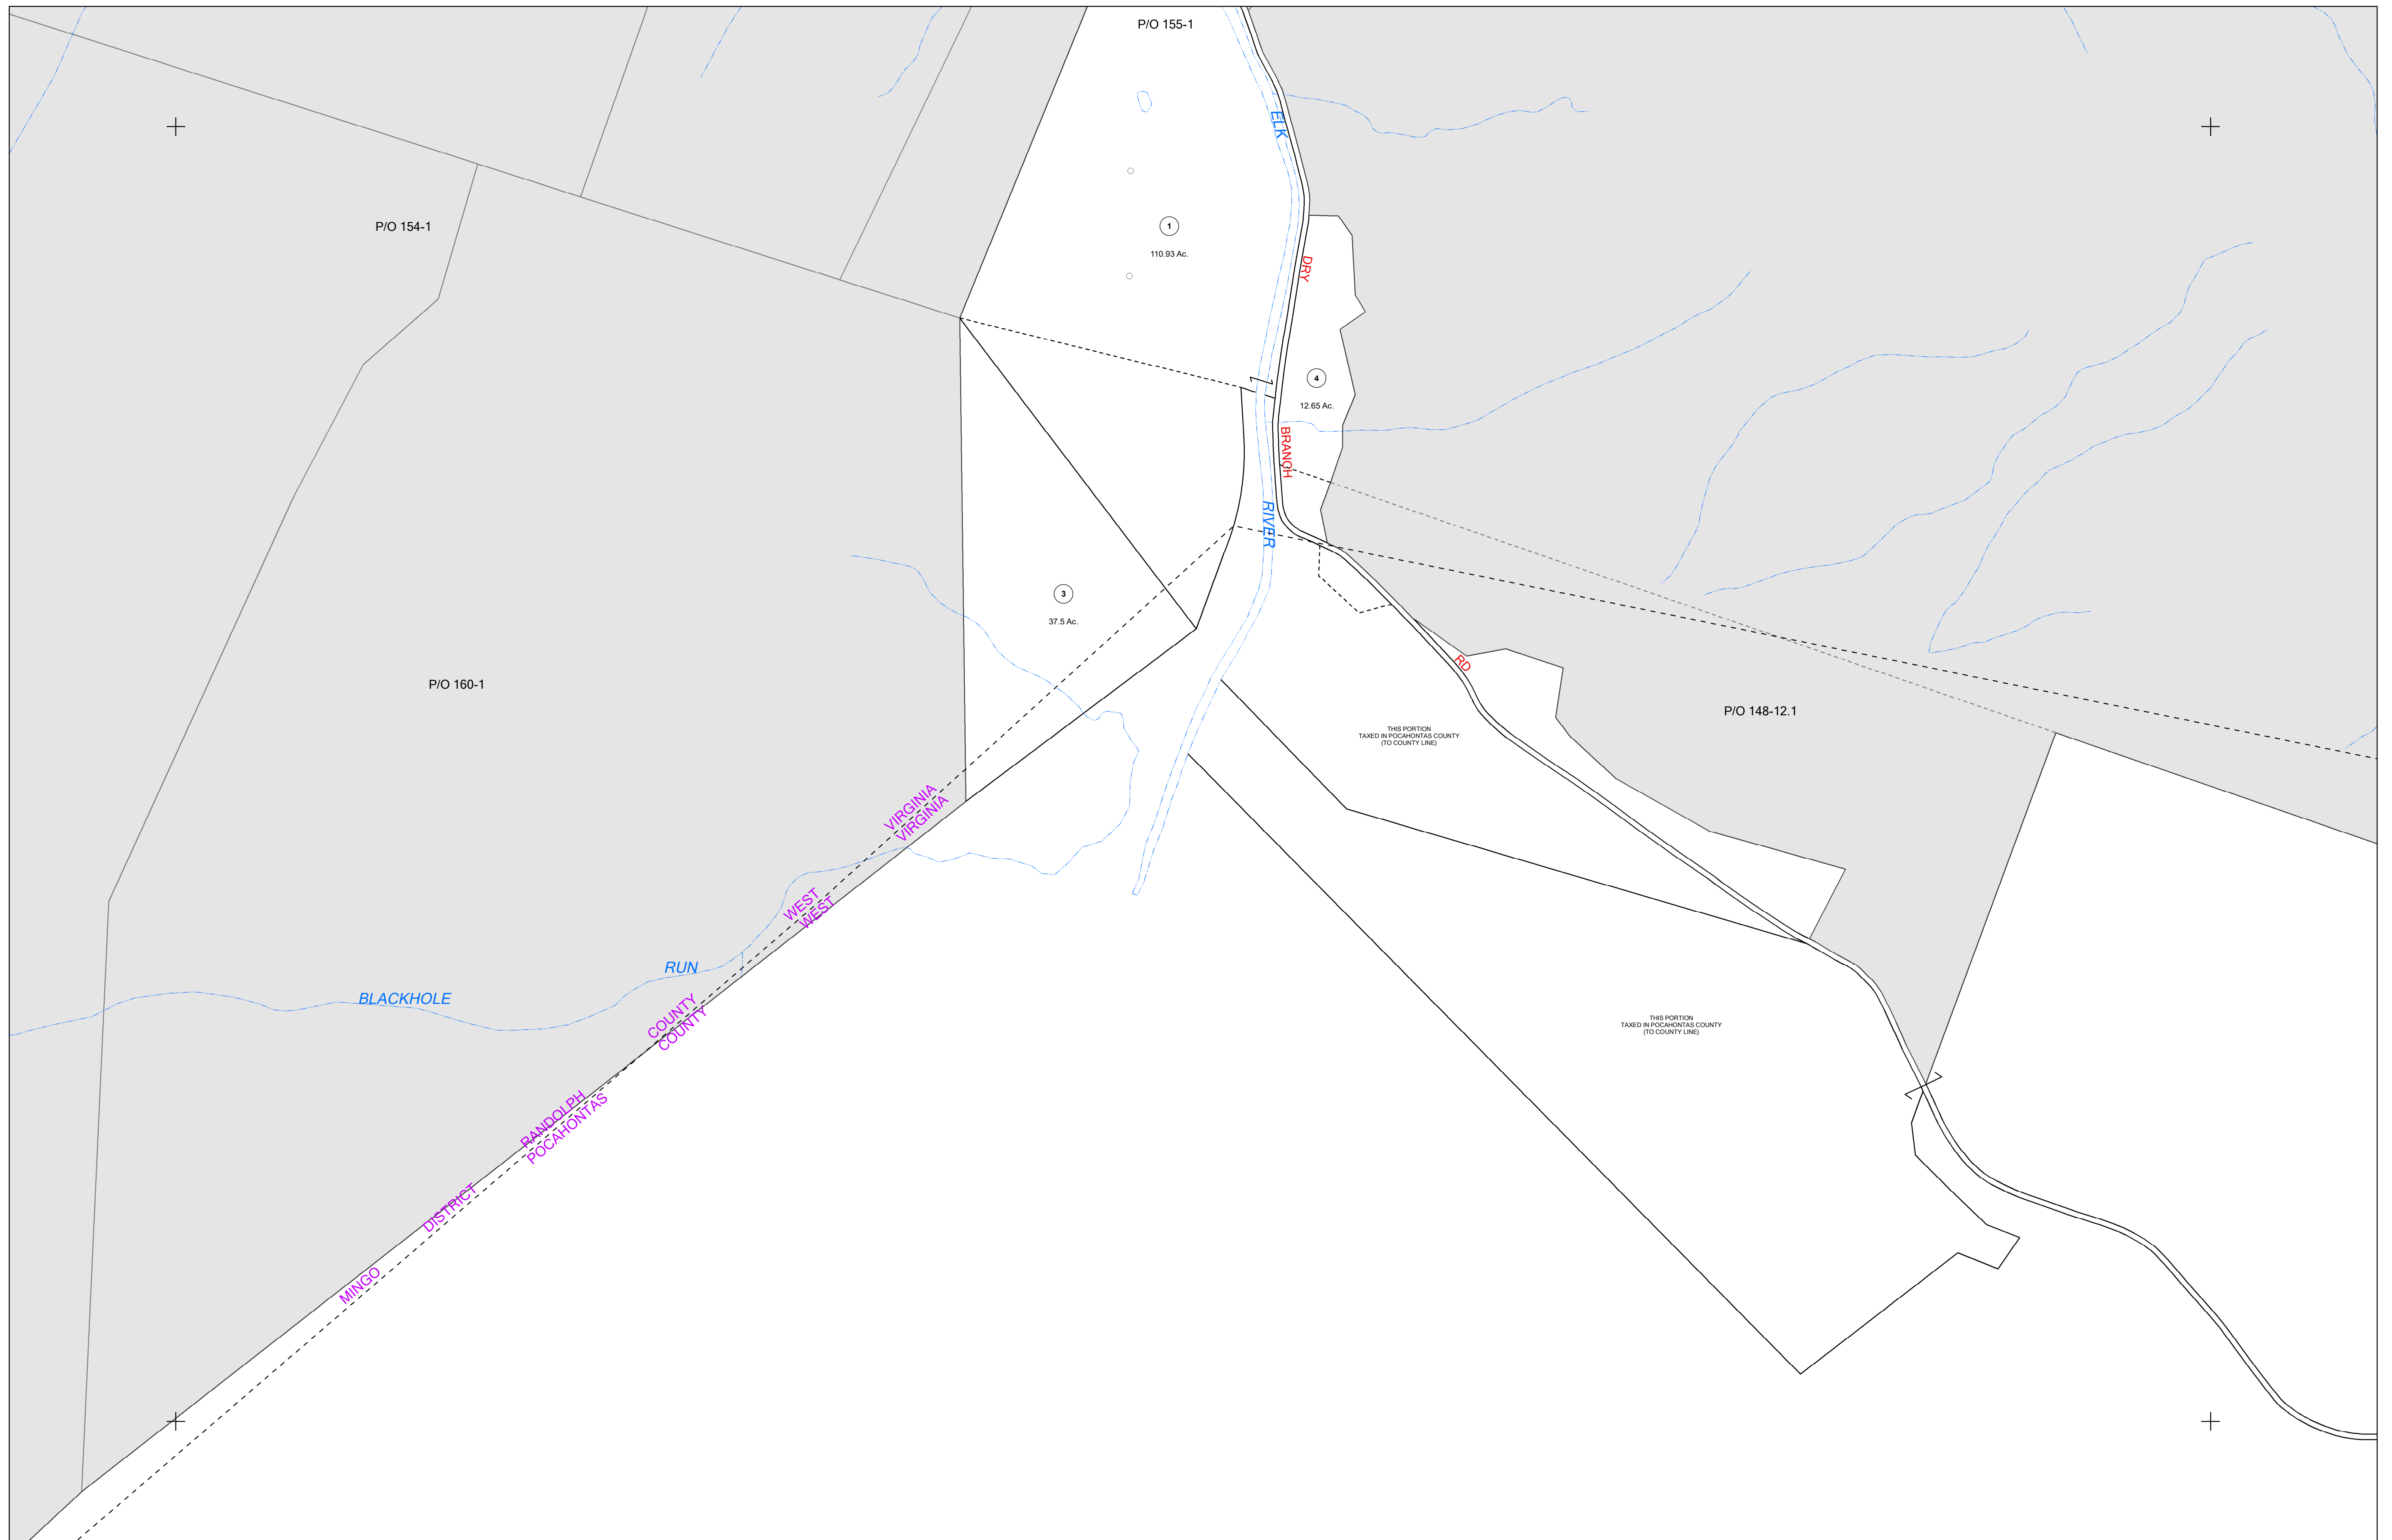 P/O 155-1
ELK
P/O 154-1
1
110.93 Ac.
DRY
4
12.65 Ac.
BRANCH
RIVER
3
37.5 Ac.
RD
P/O 160-1
P/O 148-12.1
THIS PORTION
TAXED IN POCAHONTAS COUNTY
(TO COUNTY LINE)
MINGO DISTRICT RANDOLPH COUNTY WEST VIRGINIA
POCAHONTAS COUNTY WEST VIRGINIA
BLACKHOLE RUN
THIS PORTION
TAXED IN POCAHONTAS COUNTY
(TO COUNTY LINE)